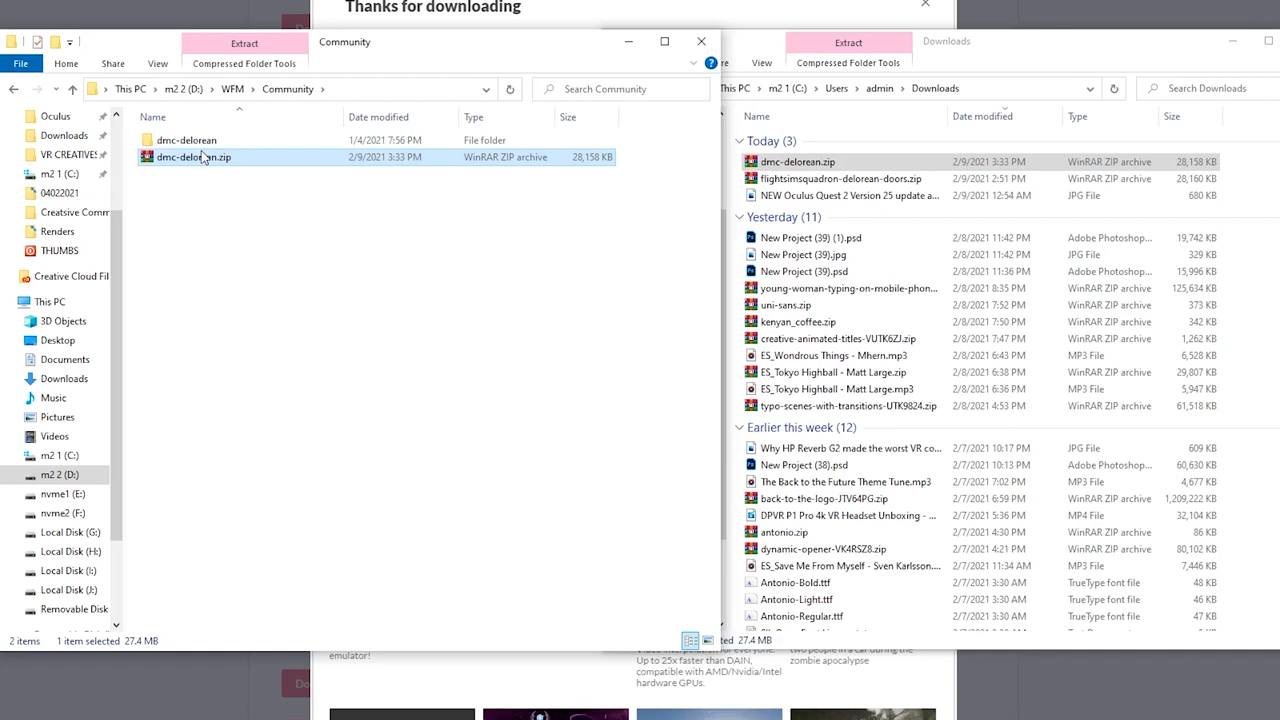 Thanks for downloading
Extract
Community
File
Home
Share
View
Compressed Folder Tools
This PC > m2 2 (D:) > WFM > Community >
Search Community
Name
Date modified
Type
Size
dmc-delorean
1/4/2021 7:56 PM
File folder
dmc-delorean.zip
2/9/2021 3:33 PM
WinRAR ZIP archive
28,158 KB
Oculus
Downloads
VR CREATIVES
m2 1 (C:)
04022021
Creatsive Comm
Renders
THUMBS
Creative Cloud Fil
This PC
3D Objects
Desktop
Documents
Downloads
Music
Pictures
Videos
m2 1 (C:)
m2 2 (D:)
nvme1 (E:)
nvme2 (F:)
Local Disk (G:)
Local Disk (H:)
Local Disk (I:)
Local Disk (J:)
Removable Disk
2 items
1 item selected 27.4 MB
Extract
Downloads
re
View
Compressed Folder Tools
This PC > m2 1 (C:) > Users > admin > Downloads
Search Downloads
Name
Date modified
Type
Size
Today (3)
dmc-delorean.zip 2/9/2021 3:33 PM WinRAR ZIP archive 28,158 KB
flightsimsquadron-delorean-doors.zip 2/9/2021 2:51 PM WinRAR ZIP archive 28,160 KB
NEW Oculus Quest 2 Version 25 update a... 2/9/2021 12:54 AM JPG File 680 KB
Yesterday (11)
New Project (39) (1).psd 2/8/2021 11:42 PM Adobe Photoshop... 19,742 KB
New Project (39).jpg 2/8/2021 11:42 PM JPG File 329 KB
New Project (39).psd 2/8/2021 11:36 PM Adobe Photoshop... 15,996 KB
young-woman-typing-on-mobile-phon... 2/8/2021 8:35 PM WinRAR ZIP archive 125,634 KB
uni-sans.zip 2/8/2021 7:52 PM WinRAR ZIP archive 373 KB
kenyan_coffee.zip 2/8/2021 7:50 PM WinRAR ZIP archive 342 KB
creative-animated-titles-VUTK6ZJ.zip 2/8/2021 7:47 PM WinRAR ZIP archive 1,262 KB
ES_Wondrous Things - Mhern.mp3 2/8/2021 6:43 PM MP3 File 6,528 KB
ES_Tokyo Highball - Matt Large.zip 2/8/2021 6:38 PM WinRAR ZIP archive 29,807 KB
ES_Tokyo Highball - Matt Large.mp3 2/8/2021 6:36 PM MP3 File 5,947 KB
typo-scenes-with-transitions-UTK9824.zip 2/8/2021 4:53 PM WinRAR ZIP archive 61,518 KB
Earlier this week (12)
Why HP Reverb G2 made the worst VR co... 2/7/2021 10:17 PM JPG File 609 KB
New Project (38).psd 2/7/2021 10:13 PM Adobe Photoshop... 60,630 KB
The Back to the Future Theme Tune.mp3 2/7/2021 7:02 PM MP3 File 4,677 KB
back-to-the-logo-JTV64PG.zip 2/7/2021 6:59 PM WinRAR ZIP archive 1,209,222 KB
DPVR P1 Pro 4k VR Headset Unboxing - ... 2/7/2021 5:36 PM MP4 File 32,104 KB
antonio.zip 2/7/2021 4:30 PM WinRAR ZIP archive 86 KB
dynamic-opener-VK4RSZ8.zip 2/7/2021 4:21 PM WinRAR ZIP archive 80,102 KB
ES_Save Me From Myself - Sven Karlsson.... 2/7/2021 11:34 AM MP3 File 7,446 KB
Antonio-Bold.ttf 2/7/2021 3:30 AM TrueType font file 48 KB
Antonio-Light.ttf 2/7/2021 3:30 AM TrueType font file 46 KB
Antonio-Regular.ttf 2/7/2021 3:30 AM TrueType font file 47 KB
ted 27.4 MB
emulator!
Up to 25x faster than DAIN,
compatible with AMD/Nvidia/Intel
hardware GPUs.
two people in a car during the
zombie apocalypse
Do